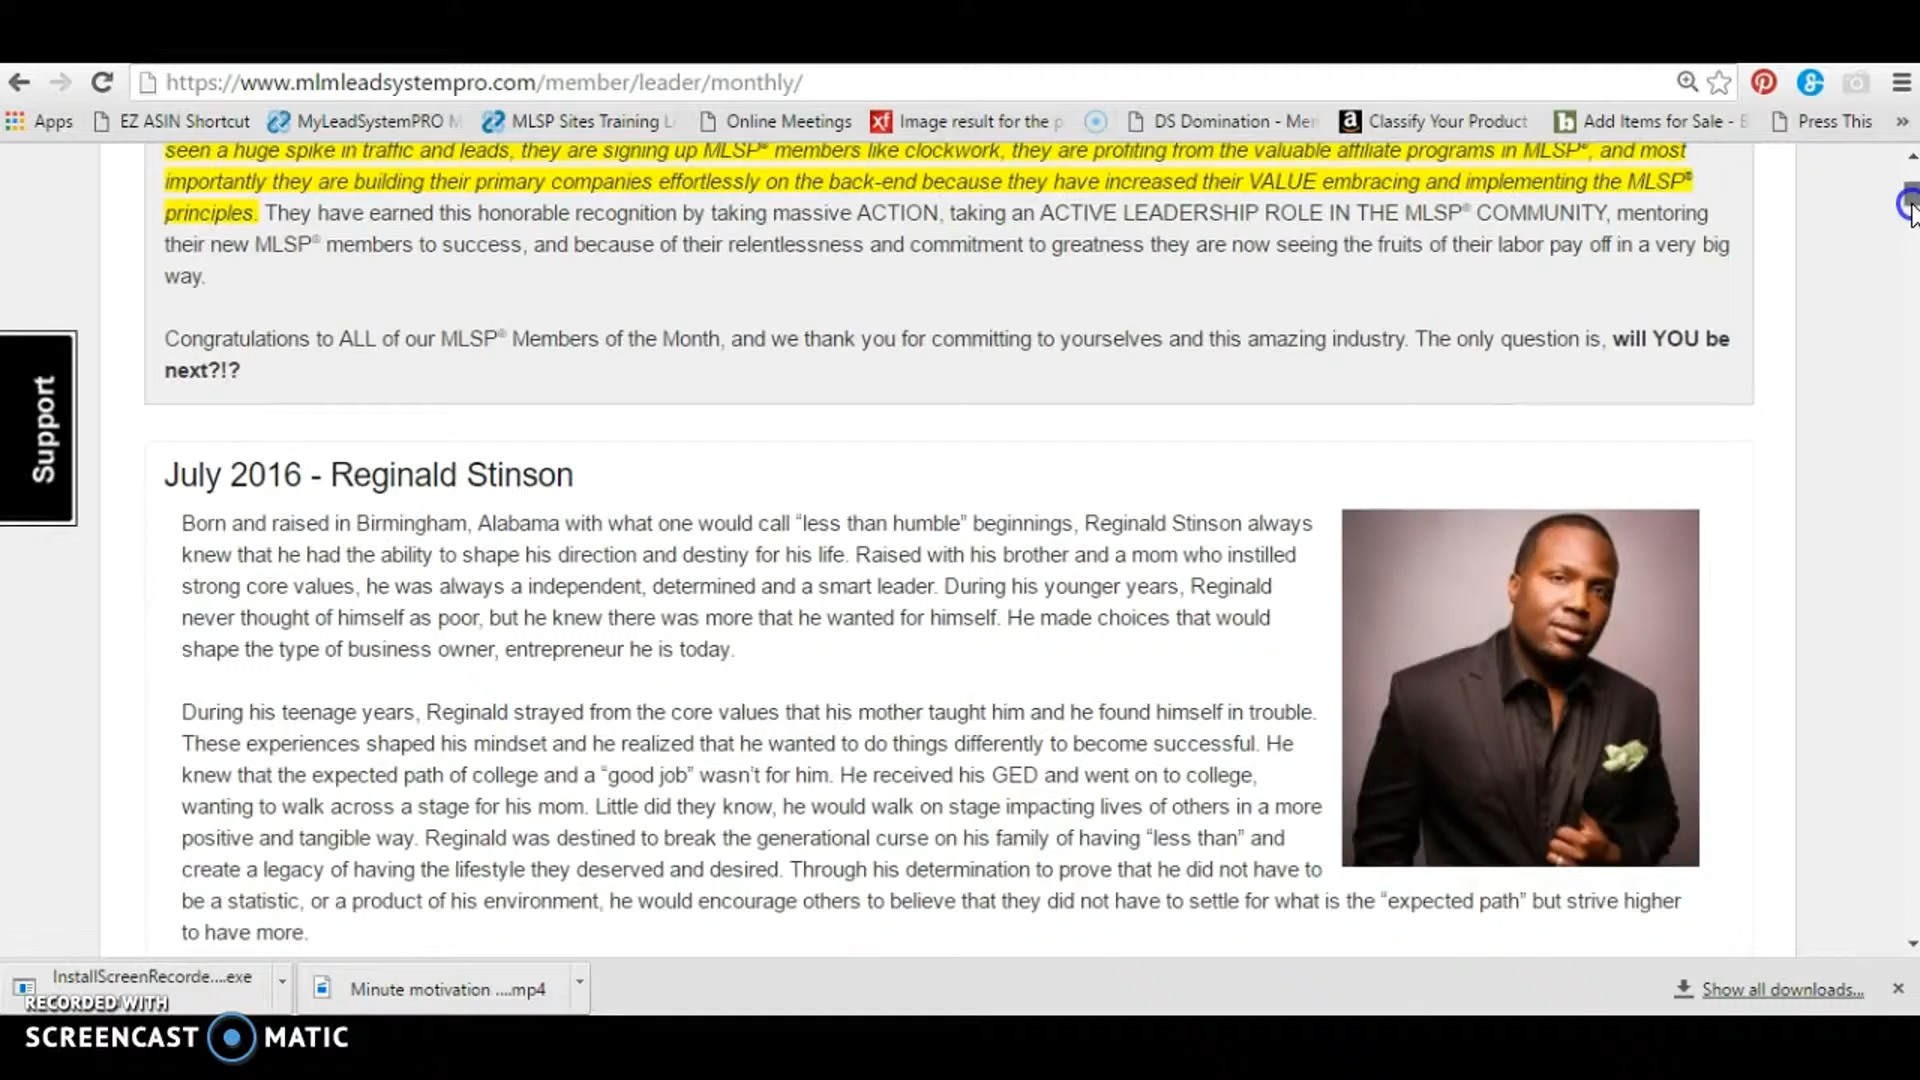 https://www.mlmleadsystempro.com/member/leader/monthly/
Apps EZ ASIN Shortcut MyLeadSystemPRO MLSP Sites Training Online Meetings Image result for the DS Domination - Classify Your Product Add Items for Sale - Press This »
seen a huge spike in traffic and leads, they are signing up MLSP® members like clockwork, they are profiting from the valuable affiliate programs in MLSP®, and most
importantly they are building their primary companies effortlessly on the back-end because they have increased their VALUE embracing and implementing the MLSP®
principles. They have earned this honorable recognition by taking massive ACTION, taking an ACTIVE LEADERSHIP ROLE IN THE MLSP® COMMUNITY, mentoring
their new MLSP® members to success, and because of their relentlessness and commitment to greatness they are now seeing the fruits of their labor pay off in a very big
way.
Congratulations to ALL of our MLSP® Members of the Month, and we thank you for committing to yourselves and this amazing industry. The only question is, will YOU be
next?!?
Support
July 2016 - Reginald Stinson
Born and raised in Birmingham, Alabama with what one would call “less than humble” beginnings, Reginald Stinson always
knew that he had the ability to shape his direction and destiny for his life. Raised with his brother and a mom who instilled
strong core values, he was always a independent, determined and a smart leader. During his younger years, Reginald
never thought of himself as poor, but he knew there was more that he wanted for himself. He made choices that would
shape the type of business owner, entrepreneur he is today.
During his teenage years, Reginald strayed from the core values that his mother taught him and he found himself in trouble.
These experiences shaped his mindset and he realized that he wanted to do things differently to become successful. He
knew that the expected path of college and a “good job” wasn’t for him. He received his GED and went on to college,
wanting to walk across a stage for his mom. Little did they know, he would walk on stage impacting lives of others in a more
positive and tangible way. Reginald was destined to break the generational curse on his family of having “less than” and
create a legacy of having the lifestyle they deserved and desired. Through his determination to prove that he did not have to
be a statistic, or a product of his environment, he would encourage others to believe that they did not have to settle for what is the “expected path” but strive higher
to have more.
InstallScreenRecorde....exe Minute motivation ....mp4 Show all downloads...
RECORDED WITH
SCREENCAST MATIC